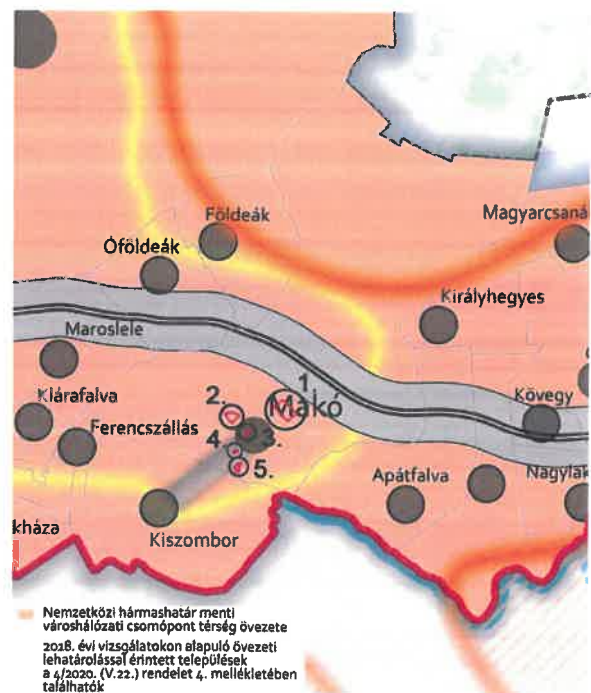 Földeák
Magyarcsaná
Óföldeák
Királyhegyes
Maroslele
1.
2.
Makó
Klárafalva
Kövegy
3.
Ferencszállás
4.
5.
Apátfalva
Nagylak
kháza
Kiszombor
Nemzetközi hármashatár menti
városhálózati csomópont térség övezete
2018. évi vizsgálatokon alapuló övezeti
lehatárolással érintett települések
a 4/2020. (V.22.) rendelet 4. mellékletében
találhatók